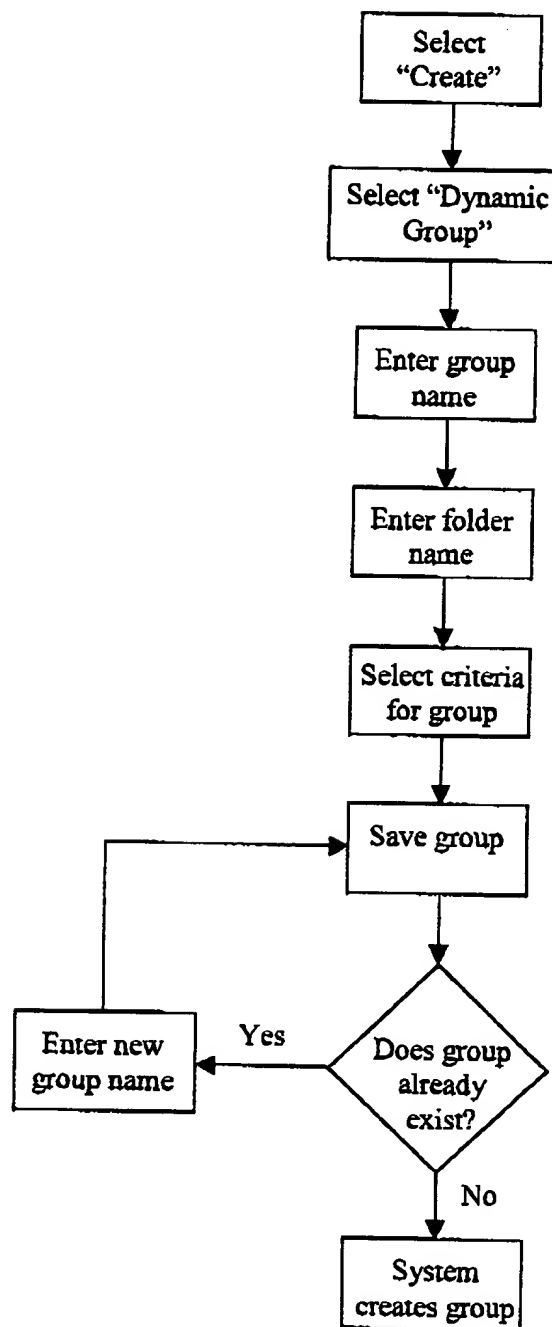 Select
“Create”
Select “Dynamic
Group”
Enter group
name
Enter folder
name
Select criteria
for group
Save group
Does group
already
exist?
Yes
Enter new
group name
No
System
creates group